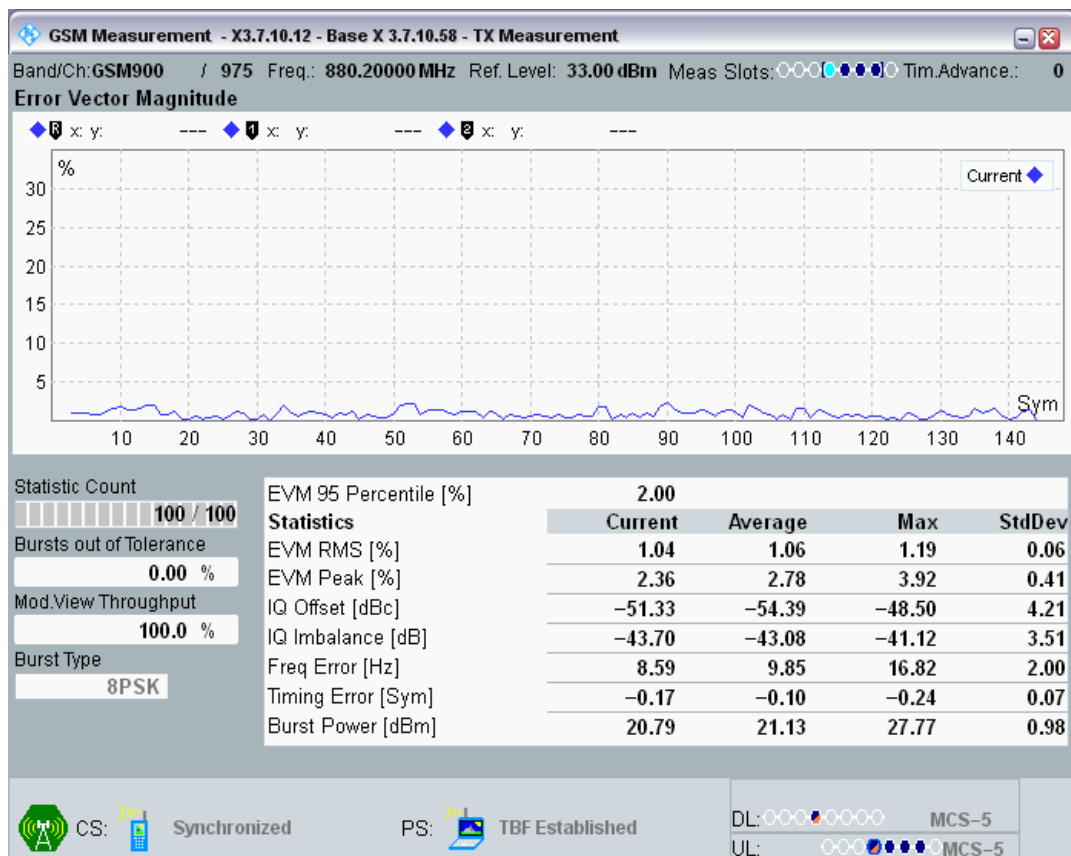 GSM Measurement - X3.7.10.12 - Base X 3.7.10.58 - TX Measurement
Band/Ch:GSM900 / 975 Freq.: 880.20000 MHz Ref. Level: 33.00 dBm Meas Slots: Tim.Advance.: 0
Error Vector Magnitude
R x: y: --- 1 x: y: --- 2 x: y: ---
%
Current
30
25
20
15
10
5
Sym
10 20 30 40 50 60 70 80 90 100 110 120 130 140
Statistic Count
100 / 100
Bursts out of Tolerance
0.00 %
Mod.View Throughput
100.0 %
Burst Type
8PSK
EVM 95 Percentile [%] 2.00
Statistics Current Average Max StdDev
EVM RMS [%] 1.04 1.06 1.19 0.06
EVM Peak [%] 2.36 2.78 3.92 0.41
IQ Offset [dBc] −51.33 −54.39 −48.50 4.21
IQ Imbalance [dB] −43.70 −43.08 −41.12 3.51
Freq Error [Hz] 8.59 9.85 16.82 2.00
Timing Error [Sym] −0.17 −0.10 −0.24 0.07
Burst Power [dBm] 20.79 21.13 27.77 0.98
CS: Synchronized PS: TBF Established
DL: MCS−5
UL: MCS−5